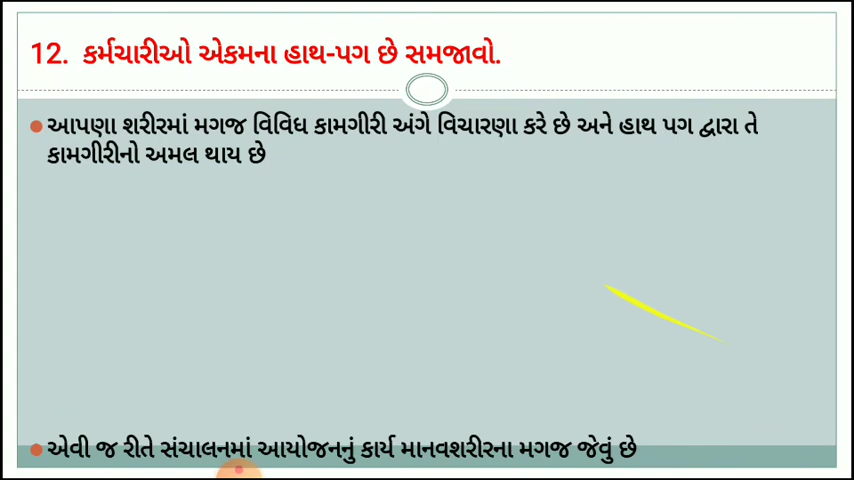 12. કર્મચારીઓ એકમના હાથ-પગ છે સમજાવો.
આપણા શરીરમાં મગજ વિવિધ કામગીરી અંગે વિચારણા કરે છે અને હાથ પગ દ્વારા તે
કામગીરીનો અમલ થાય છે
એવી જ રીતે સંચાલનમાં આયોજનનું કાર્ય માનવશરીરના મગજ જેવું છે